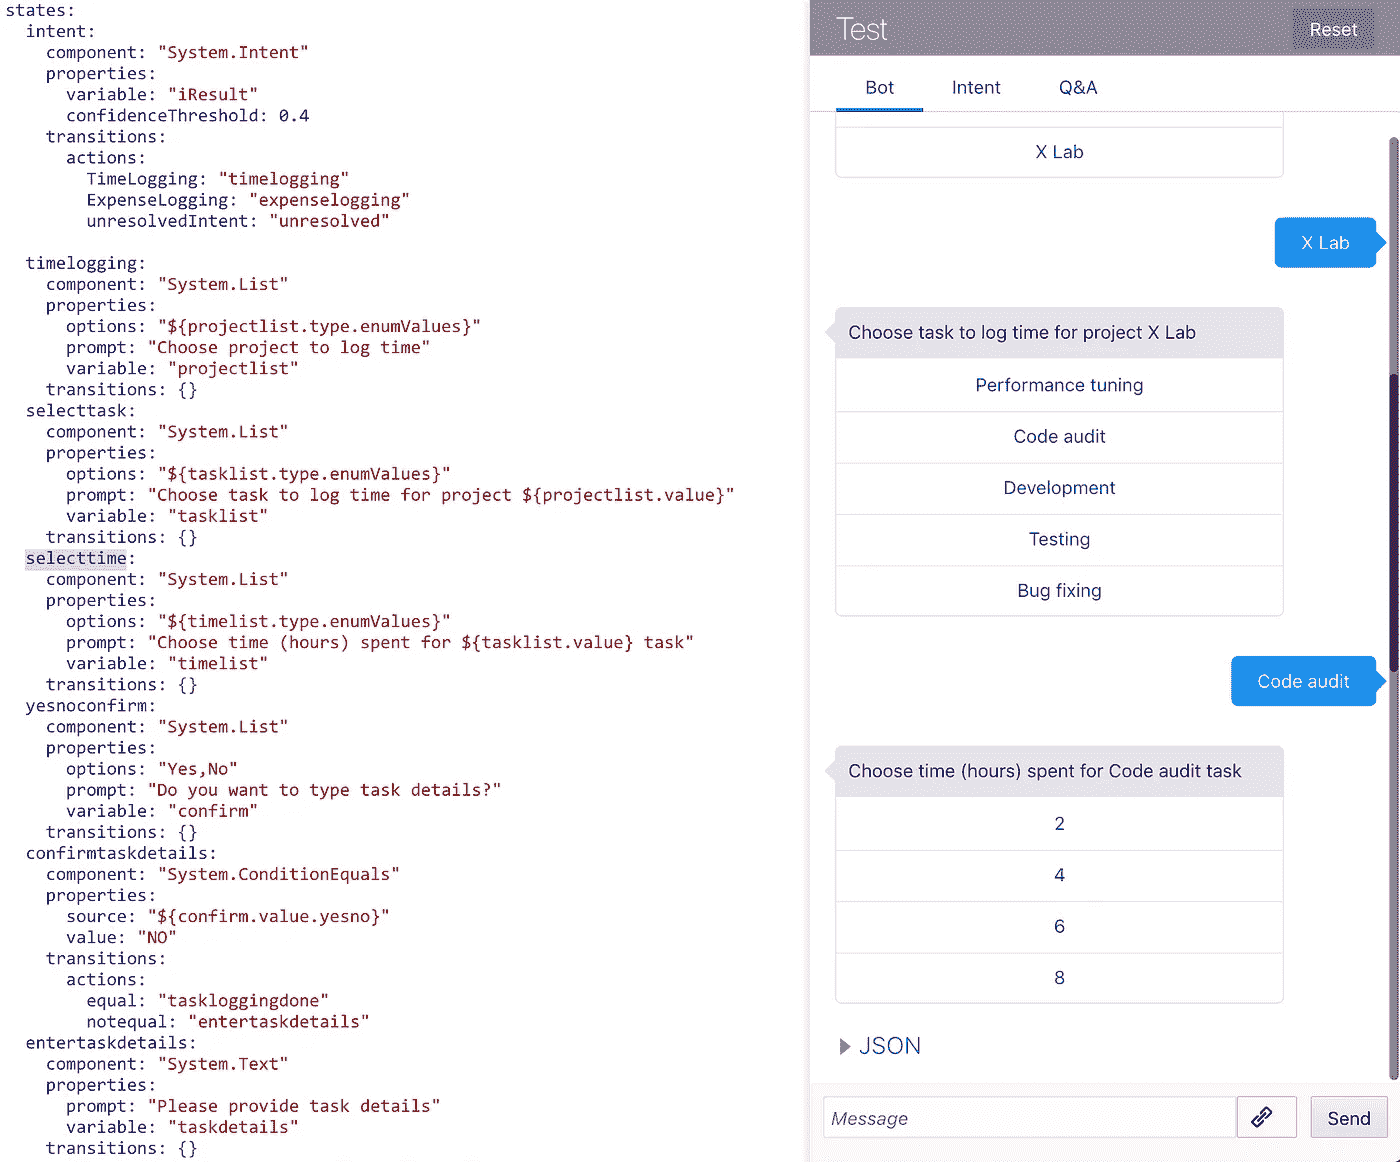 states:
intent:
component: "System.Intent"
properties:
variable: "iResult"
confidenceThreshold: 0.4
transitions:
actions:
TimeLogging: "timelogging"
ExpenseLogging: "expenselogging"
unresolvedIntent: "unresolved"
timelogging:
component: "System.List"
properties:
options: "${projectlist.type.enumValues}"
prompt: "Choose project to log time"
variable: "projectlist"
transitions: {}
selecttask:
component: "System.List"
properties:
options: "${tasklist.type.enumValues}"
prompt: "Choose task to log time for project ${projectlist.value}"
variable: "tasklist"
transitions: {}
selecttime:
component: "System.List"
properties:
options: "${timelist.type.enumValues}"
prompt: "Choose time (hours) spent for ${tasklist.value} task"
variable: "timelist"
transitions: {}
yesnoconfirm:
component: "System.List"
properties:
options: "Yes,No"
prompt: "Do you want to type task details?"
variable: "confirm"
transitions: {}
confirmtaskdetails:
component: "System.ConditionEquals"
properties:
source: "${confirm.value.yesno}"
value: "NO"
transitions:
actions:
equal: "taskloggingdone"
notequal: "entertaskdetails"
entertaskdetails:
component: "System.Text"
properties:
prompt: "Please provide task details"
variable: "taskdetails"
transitions: {}
Test
Reset
Bot Intent Q&A
X Lab
X Lab
Choose task to log time for project X Lab
Performance tuning
Code audit
Development
Testing
Bug fixing
Code audit
Choose time (hours) spent for Code audit task
2
4
6
8
JSON
Message
Send